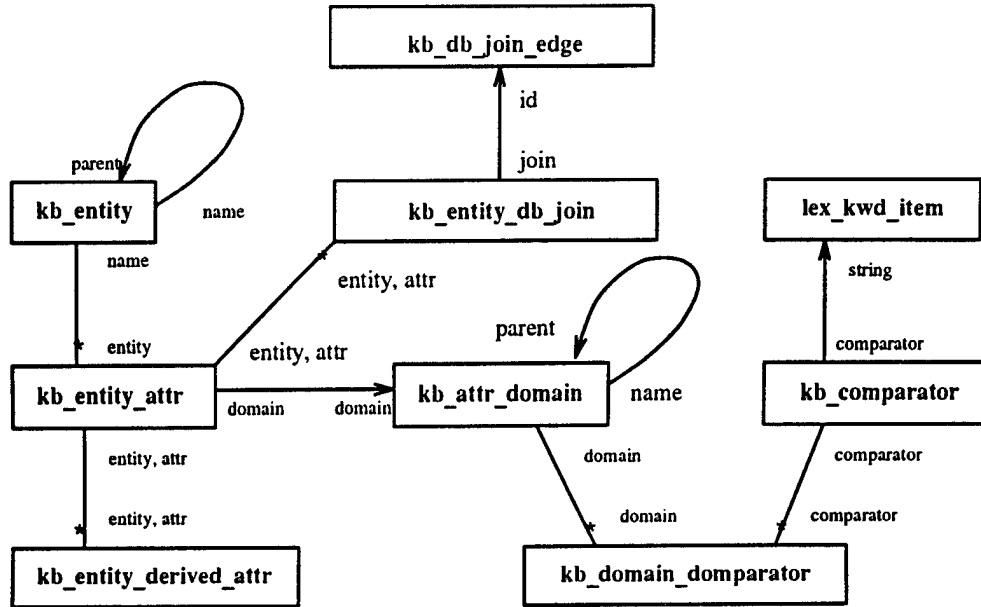 kb_db_join_edge
id
join
parent
kb_entity
name
kb_entity_db_join
lex_kwd_item
name
*
entity, attr
string
parent
* entity
entity, attr
comparator
kb_entity_attr
domain
domain
kb_attr_domain
name
kb_comparator
entity, attr
domain
comparator
* entity, attr
* domain
* comparator
kb_entity_derived_attr
kb_domain_domparator